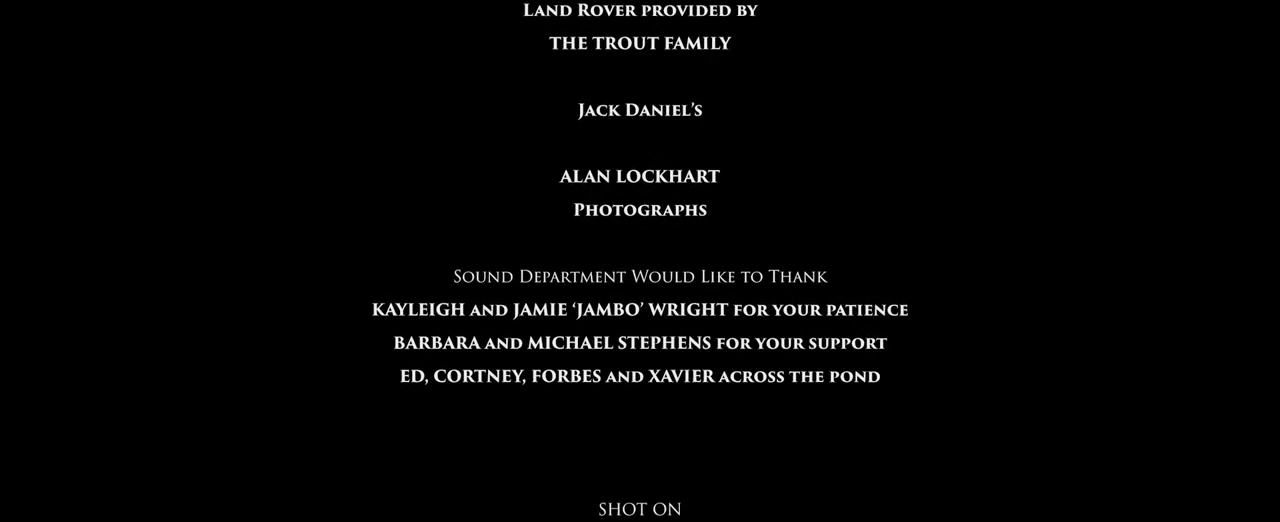 Land Rover provided by
THE TROUT FAMILY
Jack Daniel’s
ALAN LOCKHART
Photographs
Sound Department Would Like to Thank
KAYLEIGH and JAMIE ‘JAMBO’ WRIGHT for your patience
BARBARA and MICHAEL STEPHENS for your support
ED, CORTNEY, FORBES and XAVIER across the pond
SHOT ON